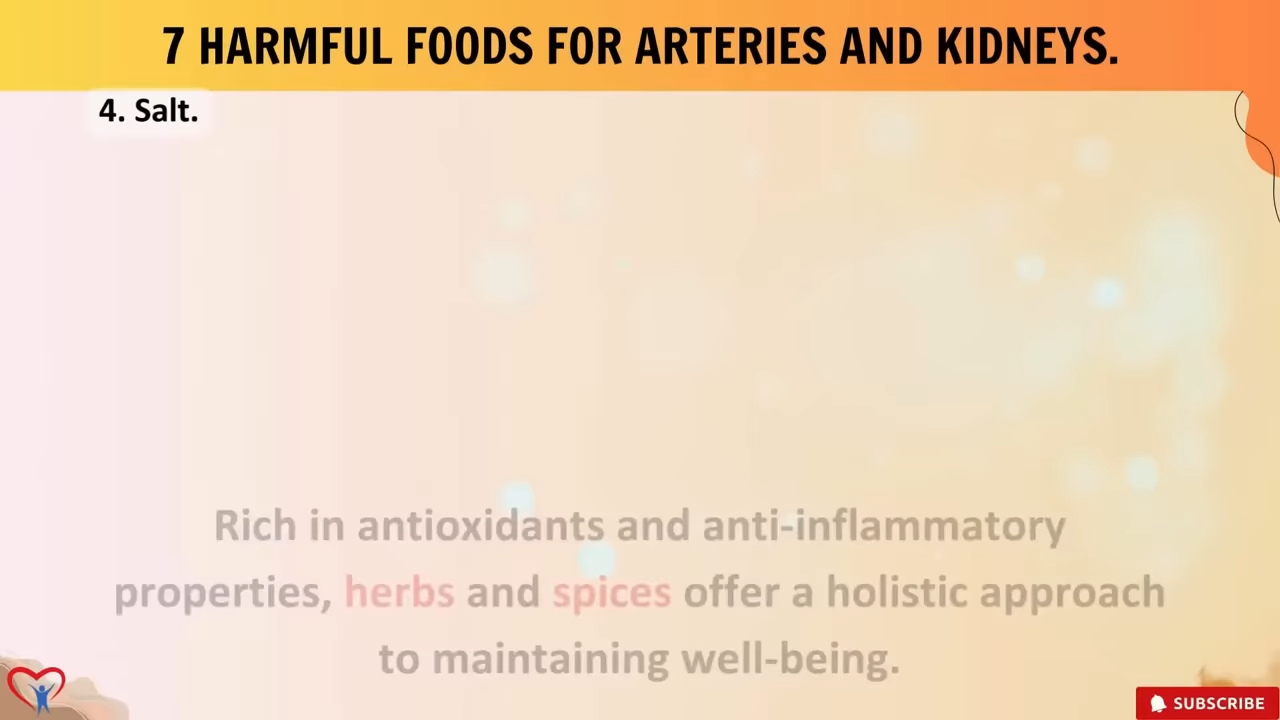 7 HARMFUL FOODS FOR ARTERIES AND KIDNEYS.
4. Salt.
Rich in antioxidants and anti-inflammatory
properties, herbs and spices offer a holistic approach
to maintaining well-being.
SUBSCRIBE